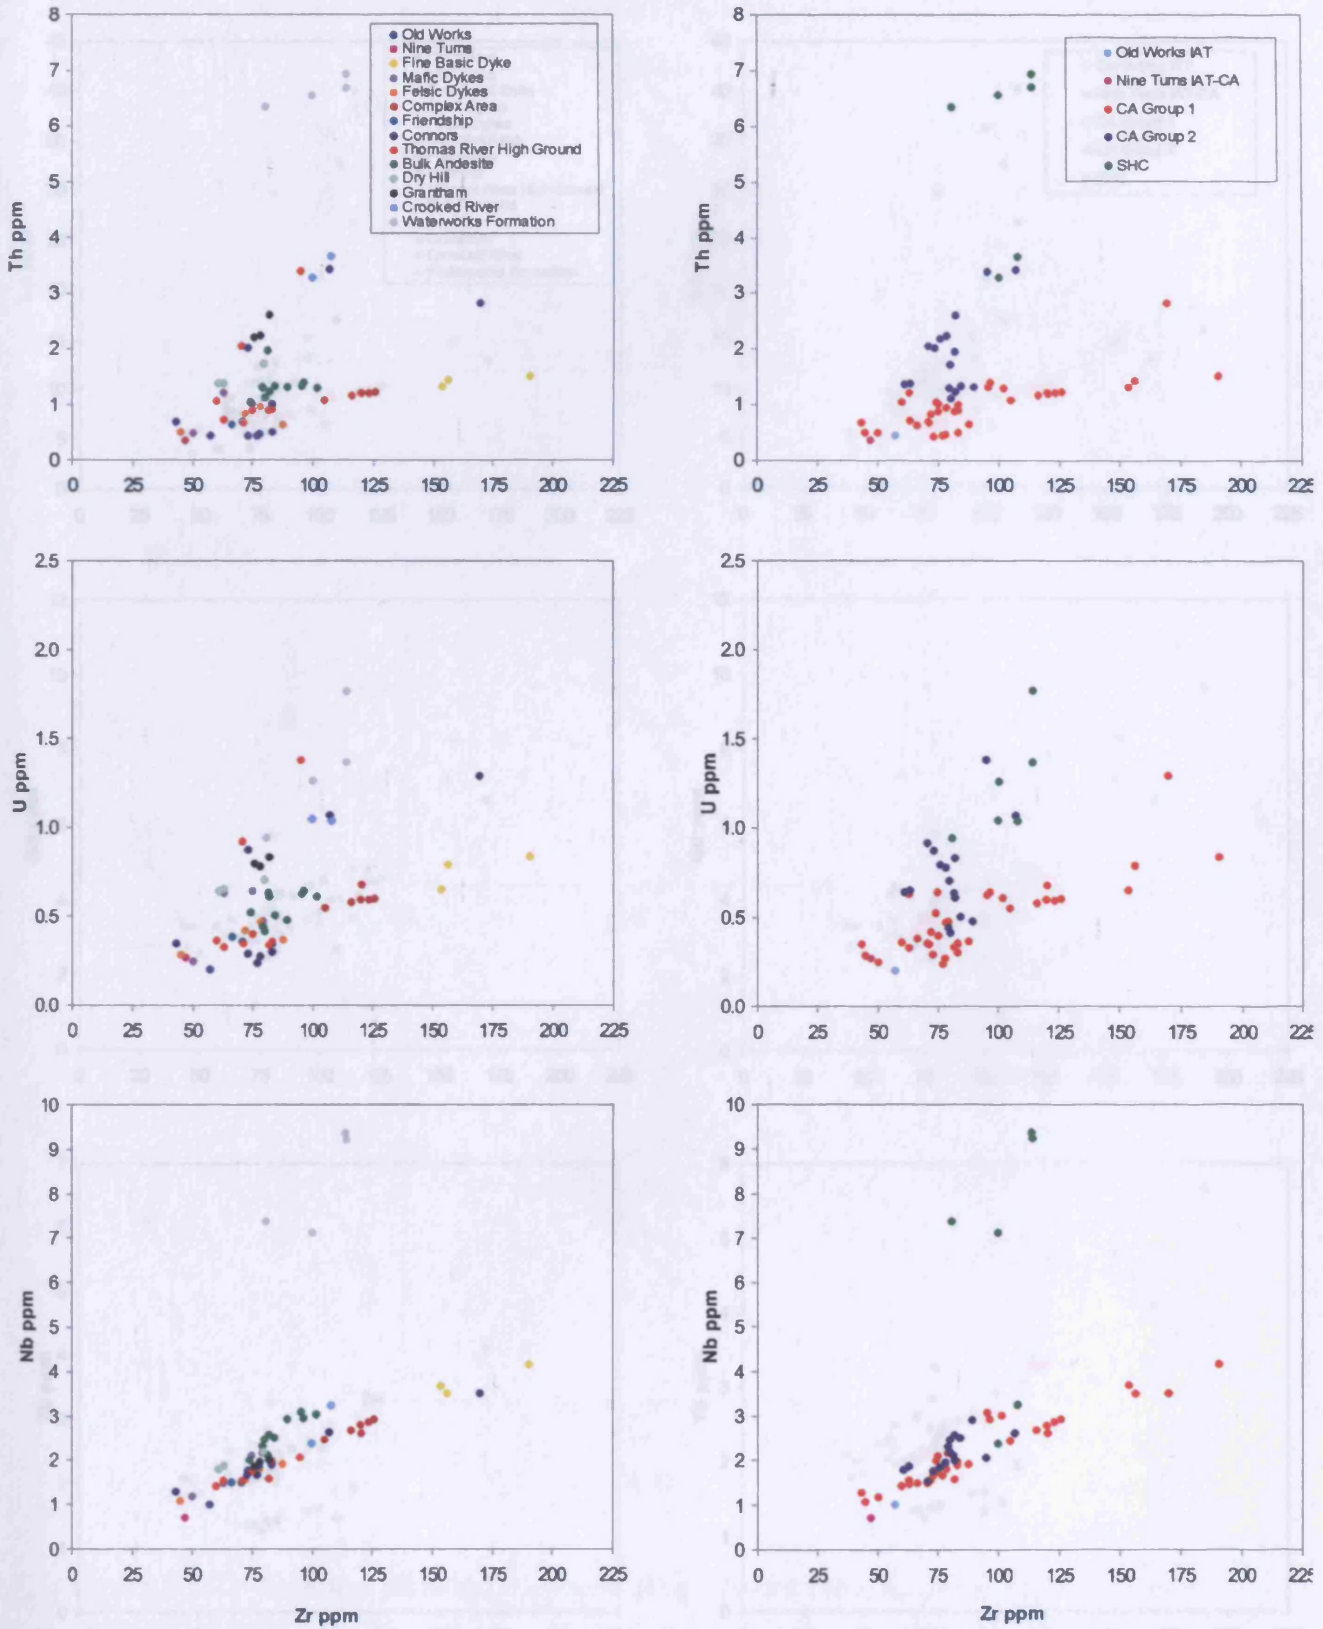 8
7
6
5
4
3
2
1
0
Th ppm
Old Works
Nine Turns
Fine Basic Dyke
Mafic Dykes
Felsic Dykes
Complex Area
Friendship
Connors
Thomas River High Ground
Bulk Andesite
Dry Hill
Grantham
Crooked River
Waterworks Formation
0 25 50 75 100 125 150 175 200 225
8
7
6
5
4
3
2
1
0
Th ppm
Old Works IAT
Nine Turns IAT-CA
CA Group 1
CA Group 2
SHC
0 25 50 75 100 125 150 175 200 225
2.5
2.0
1.5
1.0
0.5
0.0
U ppm
0 25 50 75 100 125 150 175 200 225
2.5
2.0
1.5
1.0
0.5
0.0
U ppm
0 25 50 75 100 125 150 175 200 225
10
9
8
7
6
5
4
3
2
1
0
Nb ppm
0 25 50 75 100 125 150 175 200 225
Zr ppm
10
9
8
7
6
5
4
3
2
1
0
Nb ppm
0 25 50 75 100 125 150 175 200 225
Zr ppm